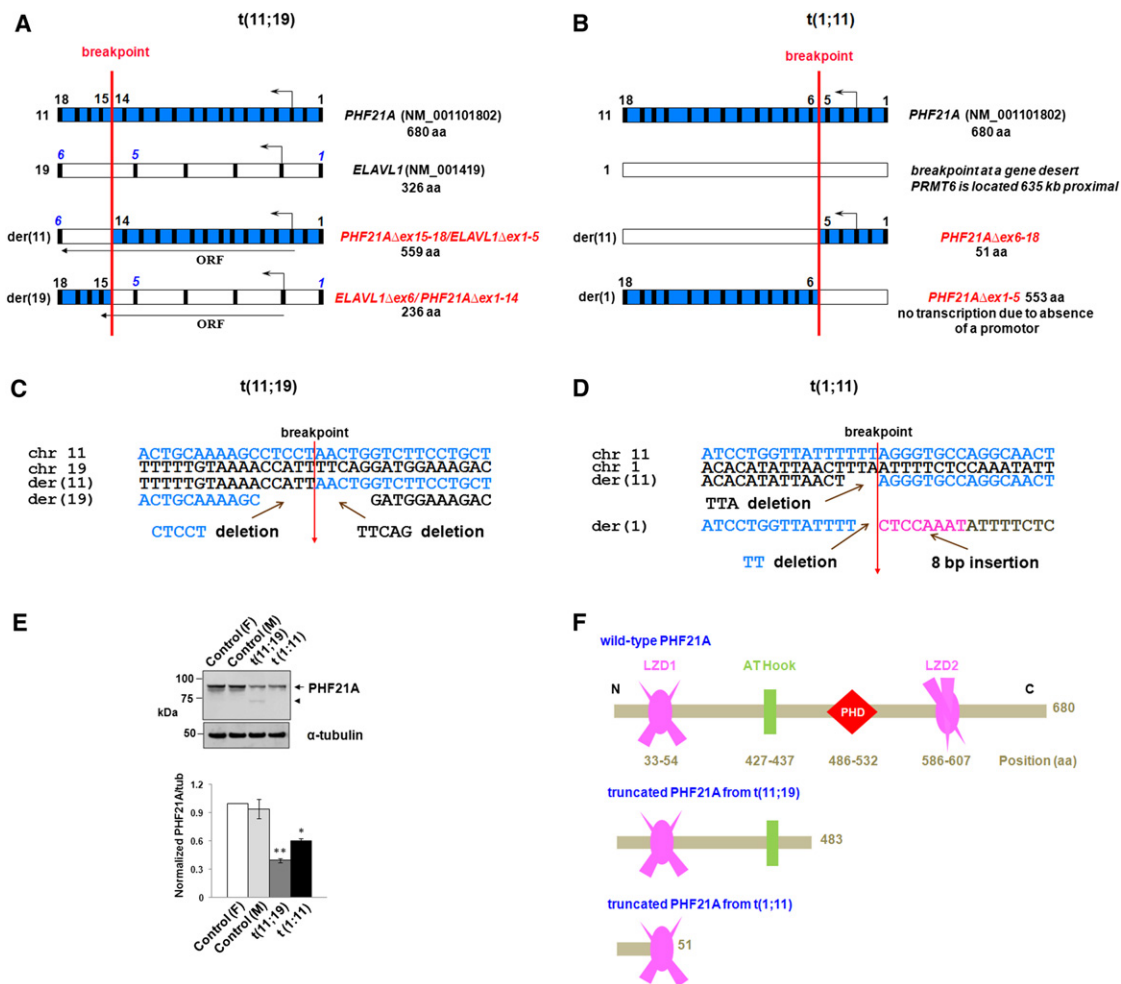 A
t(11;19)
breakpoint
18 15 14 1
11
PHF21A (NM_001101802)
680 aa
6 5 1
19
ELAVL1 (NM_001419)
326 aa
6 14 1
der(11)
PHF21AΔex15-18/ELAVL1Δex1-5
559 aa
ORF
18 15 5 1
der(19)
ELAVL1Δex6/PHF21AΔex1-14
236 aa
ORF
B
t(1;11)
breakpoint
18 6 5 1
11
PHF21A (NM_001101802)
680 aa
1
breakpoint at a gene desert
PRMT6 is located 635 kb proximal
5 1
der(11)
PHF21AΔex6-18
51 aa
18 6
der(1)
PHF21AΔex1-5 553 aa
no transcription due to absence
of a promotor
C
t(11;19)
breakpoint
chr 11 ACTGCAAAAGCCTCCTAACTGGTCTTCCTGCT
chr 19 TTTTTGTAAAACCATTTTCAGGATGGAAAGAC
der(11) TTTTTGTAAAACCATTAACTGGTCTTCCTGCT
der(19) ACTGCAAAAGC GATGGAAAGAC
CTCCT deletion TTCAG deletion
D
t(1;11)
breakpoint
chr 11 ATCCTGGTTATTTTTTAGGGTGCCAGGCAACT
chr 1 ACACATATTAACTTTAATTTTCTCCAAATATT
der(11) ACACATATTAACT AGGGTGCCAGGCAACT
TTA deletion
der(1) ATCCTGGTTATTTT CTCCAAATATTTTCTC
TT deletion 8 bp insertion
E
Control (F)
Control (M)
t(11;19)
t(1:11)
100
75
kDa
PHF21A
50
α-tubulin
Normalized PHF21A/tub
1.2
0.9
0.6
0.3
0
**
*
Control (F)
Control (M)
t(11;19)
t(1:11)
F
wild-type PHF21A
LZD1 AT Hook LZD2
N PHD C
680
33-54 427-437 486-532 586-607 Position (aa)
truncated PHF21A from t(11;19)
483
truncated PHF21A from t(1;11)
51